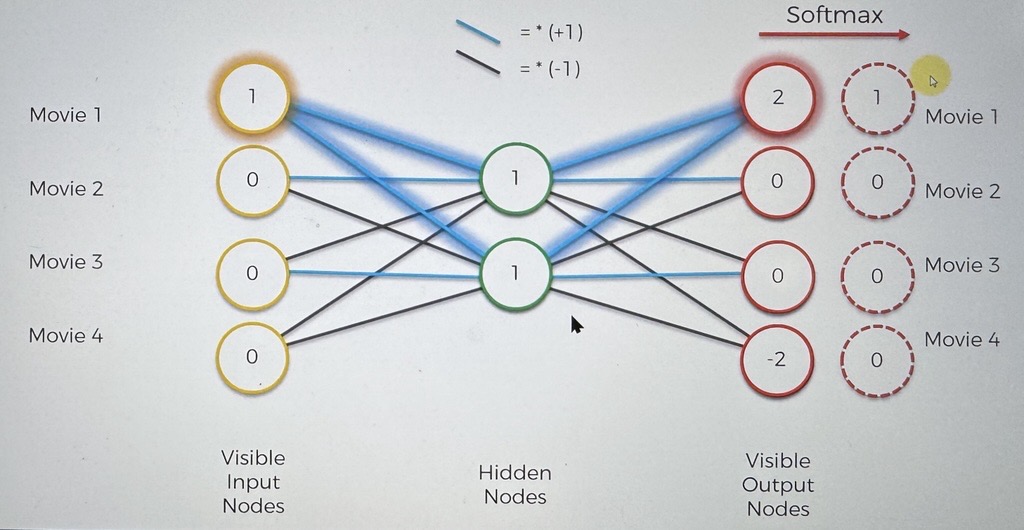 Softmax
= * (+1)
= * (-1)
Movie 1
1
1
2
1
Movie 1
Movie 2
0
0
0
Movie 2
Movie 3
0
1
0
0
Movie 3
Movie 4
0
-2
0
Movie 4
Visible
Input
Nodes
Hidden
Nodes
Visible
Output
Nodes